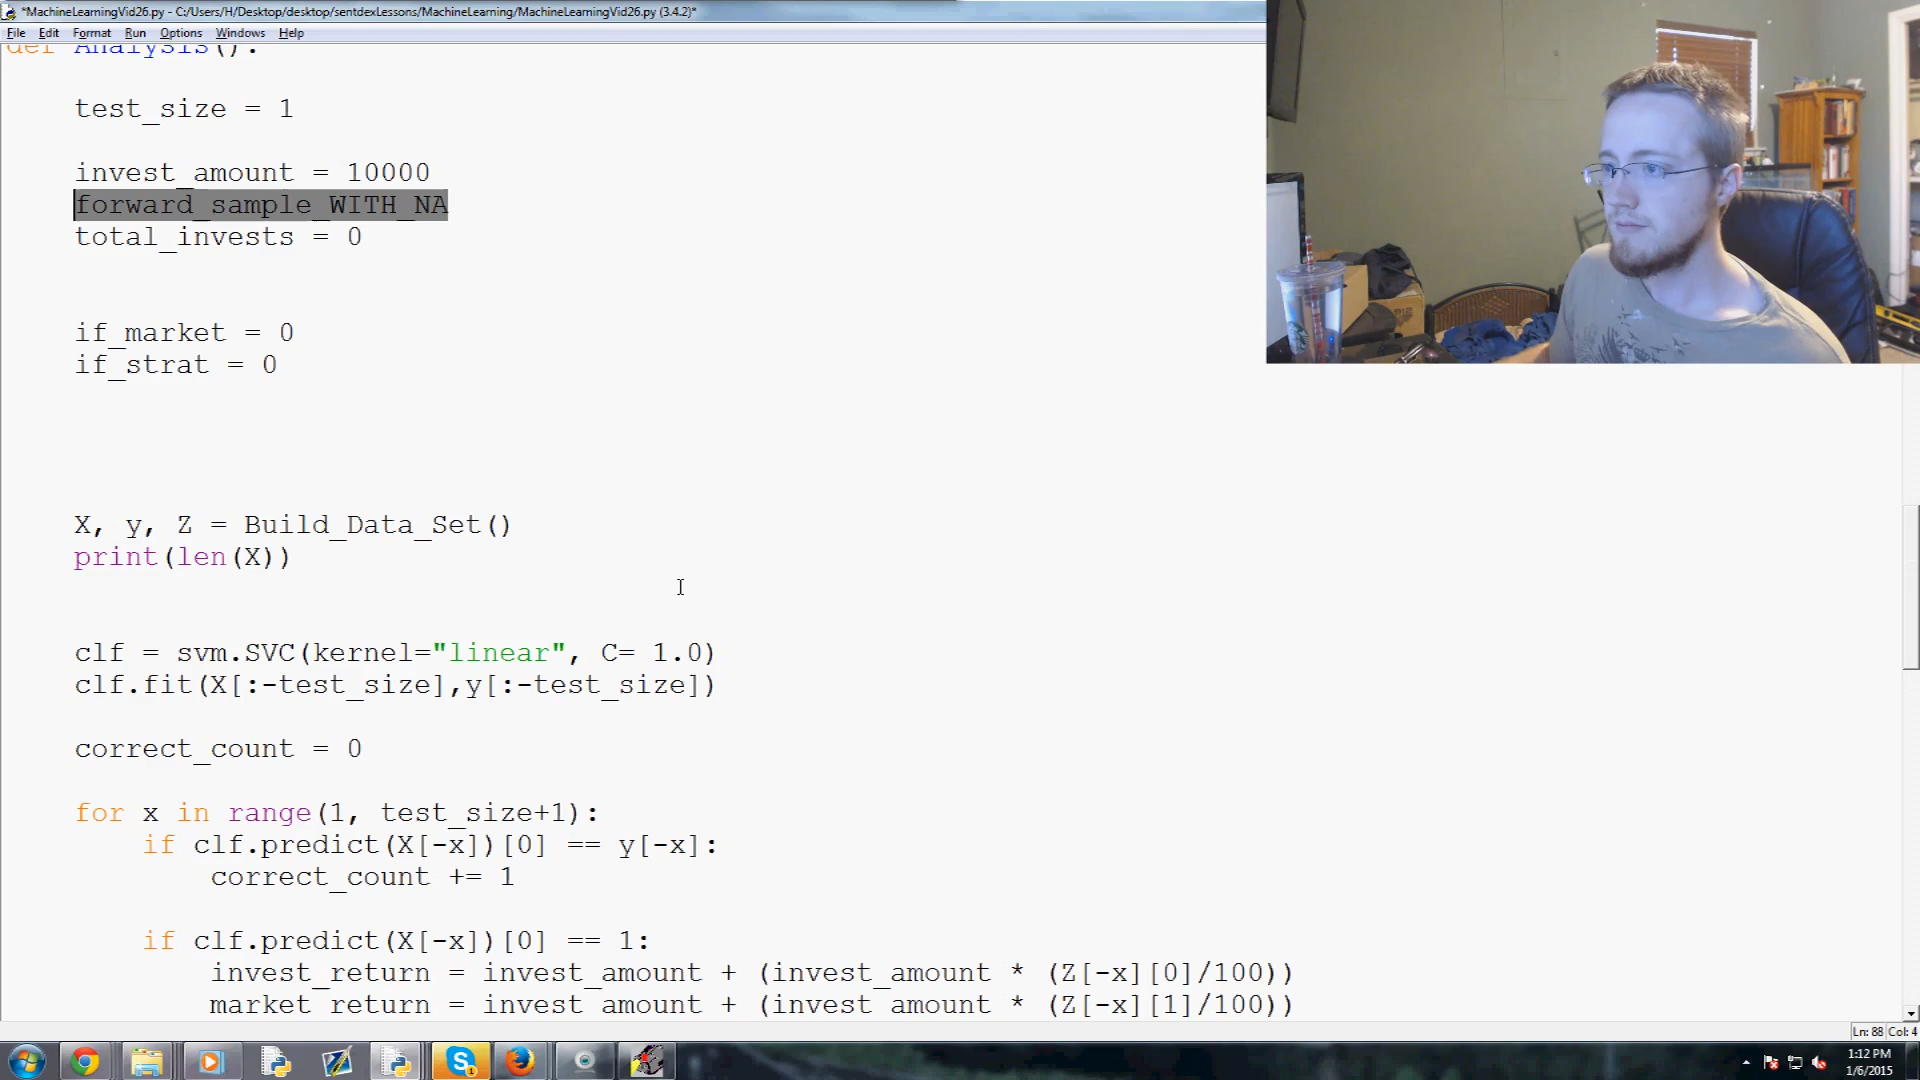 *MachineLearningVid26.py - C:/Users/H/Desktop/desktop/sentdexLessons/MachineLearning/MachineLearningVid26.py (3.4.2)*
File Edit Format Run Options Windows Help
def Analysis():
test_size = 1
invest_amount = 10000
forward_sample_WITH_NA
total_invests = 0
if_market = 0
if_strat = 0
X, y, Z = Build_Data_Set()
print(len(X))
clf = svm.SVC(kernel="linear", C= 1.0)
clf.fit(X[:-test_size],y[:-test_size])
correct_count = 0
for x in range(1, test_size+1):
if clf.predict(X[-x])[0] == y[-x]:
correct_count += 1
if clf.predict(X[-x])[0] == 1:
invest_return = invest_amount + (invest_amount * (Z[-x][0]/100))
market_return = invest_amount + (invest_amount * (Z[-x][1]/100))
Ln: 88 Col: 4
1:12 PM
1/6/2015